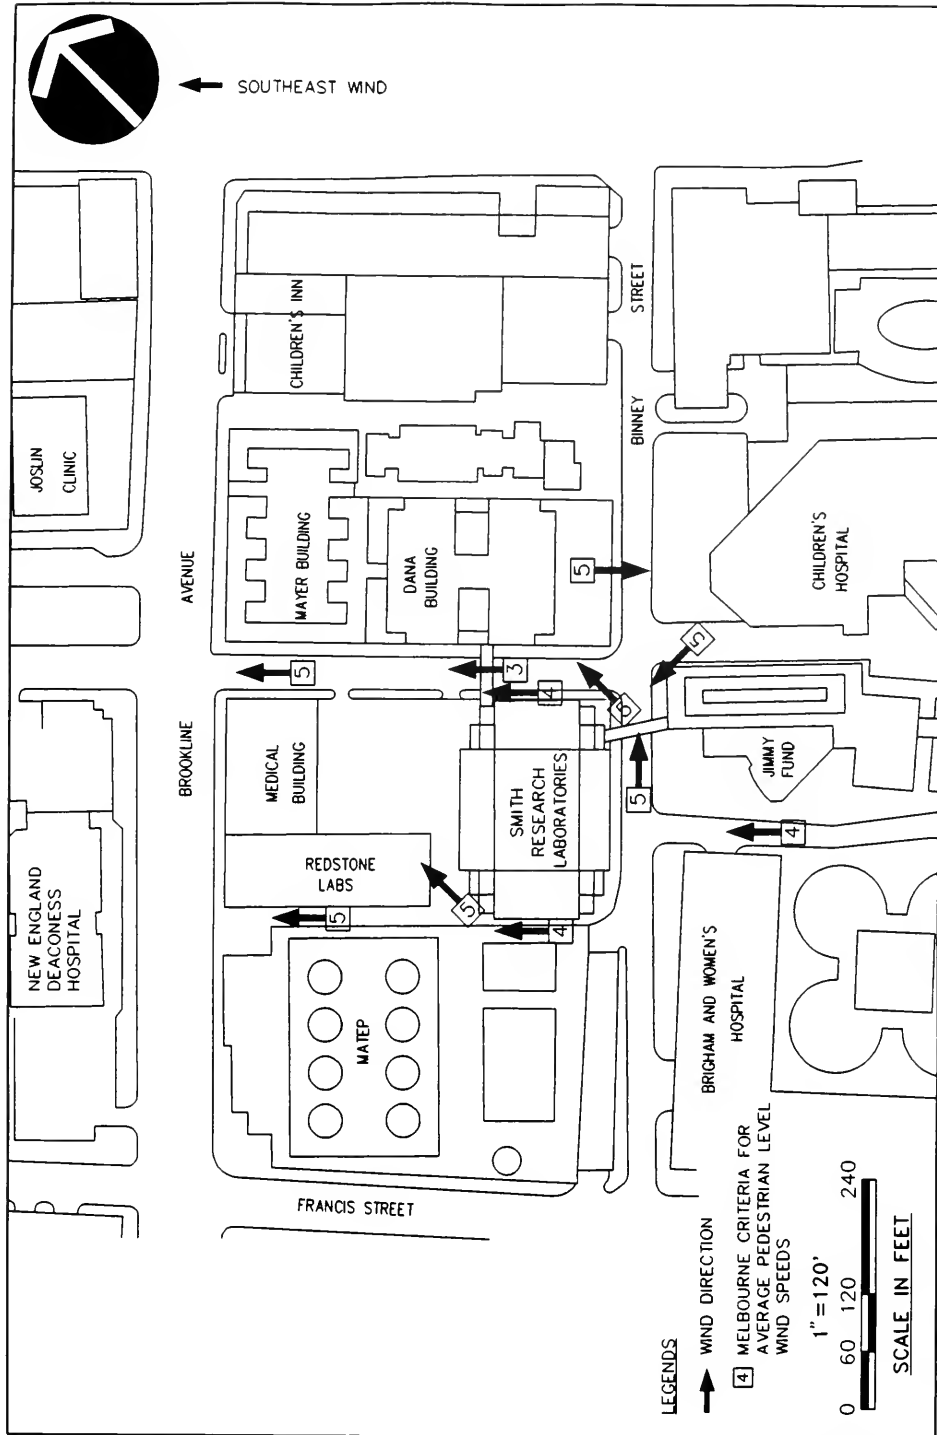 SOUTHEAST WIND
JOSLIN
CLINIC
CHILDREN'S INN
STREET
BINNEY
AVENUE
BROOKLINE
MAYER BUILDING
DANA
BUILDING
CHILDREN'S
HOSPITAL
NEW ENGLAND
DEACONESS
HOSPITAL
MEDICAL
BUILDING
REDSTONE
LABS
SMITH
RESEARCH
LABORATORIES
JIMMY
FUND
MATEP
BRIGHAM AND WOMEN'S
HOSPITAL
FRANCIS STREET
5
5
3
4
5
5
5
4
5
5
4
LEGENDS
WIND DIRECTION
4
MELBOURNE CRITERIA FOR
AVERAGE PEDESTRIAN LEVEL
WIND SPEEDS
1"=120'
0 60 120 240
SCALE IN FEET